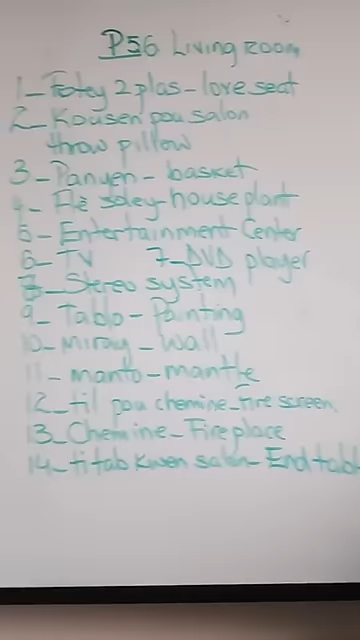 P56 Living room
1- Fotey 2 plas - love seat
2- Kousen pou salon
throw pillow
3- Panyen - basket
4- Flè soley - house plant
5- Entertainment Center
6- TV 7- DVD player
8- Stereo system
9- Tablo - Painting
10- Miray - Wall
11- manto - mantle
12- til pou chemine - Fire screen.
13- Chemine - Fireplace
14- ti tab kwen salon - End table